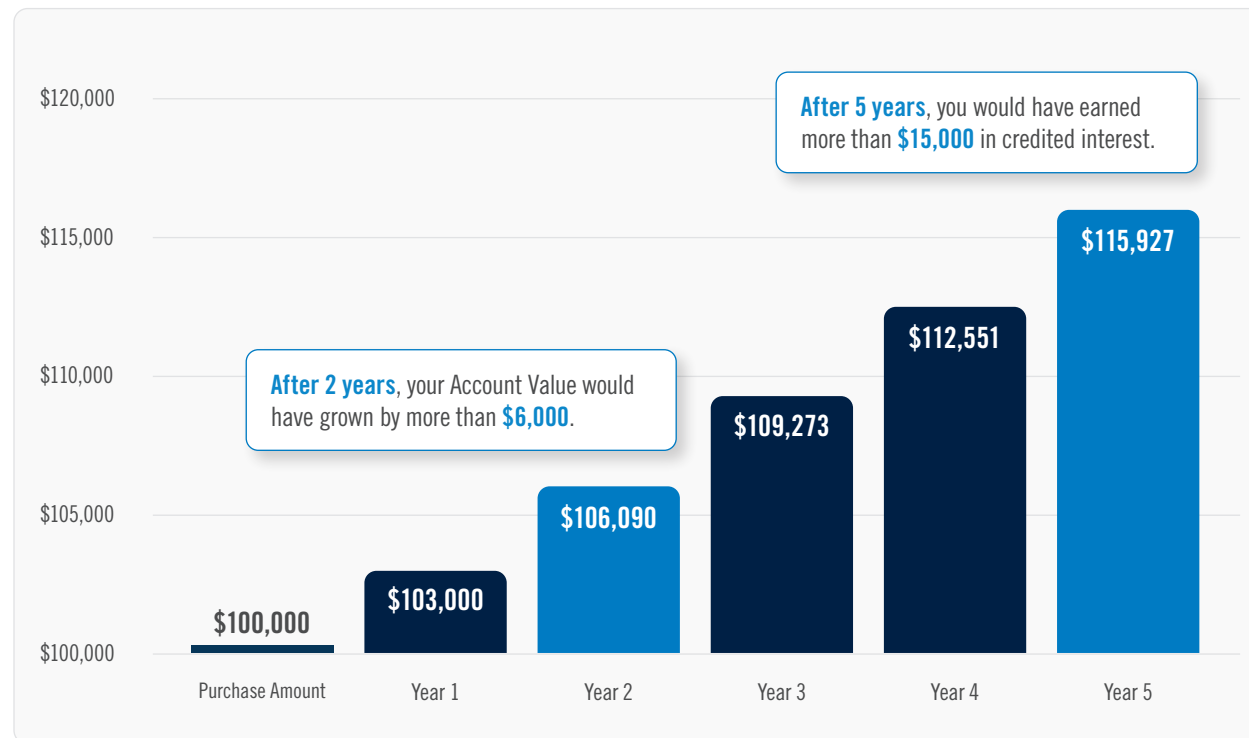 $120,000
After 5 years, you would have earned
more than $15,000 in credited interest.
$115,000
$115,927
$112,551
$110,000
After 2 years, your Account Value would
have grown by more than $6,000.
$109,273
$105,000
$106,090
$103,000
$100,000
$100,000
Purchase Amount
Year 1
Year 2
Year 3
Year 4
Year 5